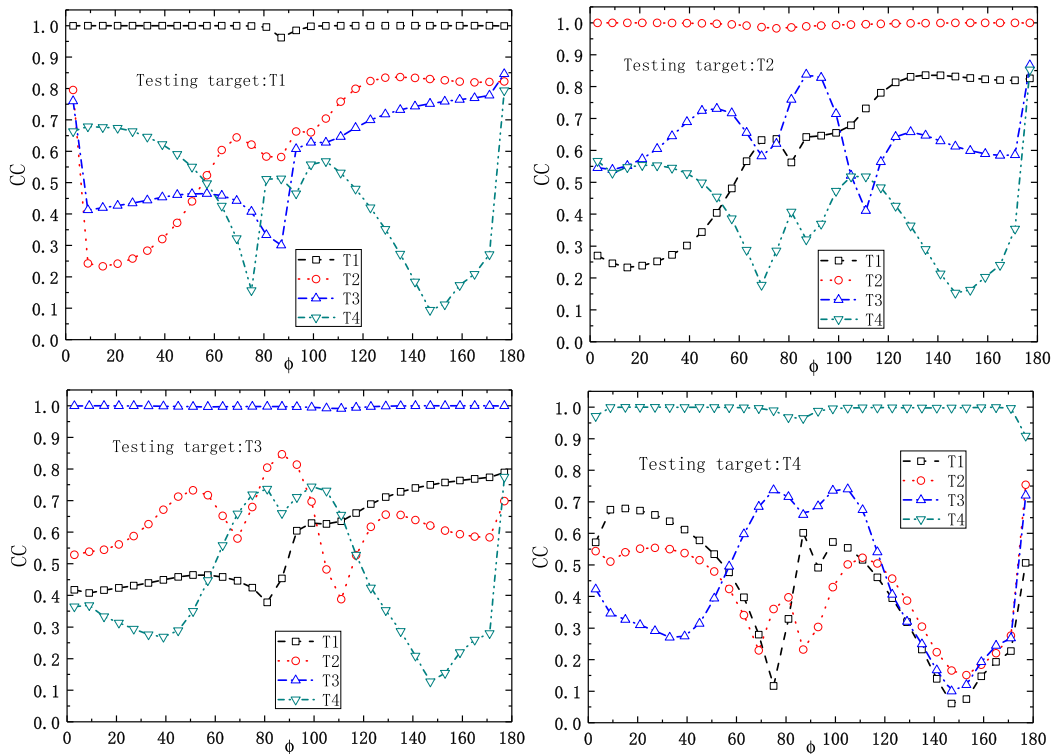 Testing target:T1
CC
1.0
0.9
0.8
0.7
0.6
0.5
0.4
0.3
0.2
0.1
0.0
T1
T2
T3
T4
0 20 40 60 80 100 120 140 160 180
ϕ
Testing target:T2
CC
1.0
0.9
0.8
0.7
0.6
0.5
0.4
0.3
0.2
0.1
0.0
T1
T2
T3
T4
0 20 40 60 80 100 120 140 160 180
ϕ
Testing target:T3
CC
1.0
0.9
0.8
0.7
0.6
0.5
0.4
0.3
0.2
0.1
0.0
T1
T2
T3
T4
0 20 40 60 80 100 120 140 160 180
ϕ
Testing target:T4
CC
1.0
0.9
0.8
0.7
0.6
0.5
0.4
0.3
0.2
0.1
0.0
T1
T2
T3
T4
0 20 40 60 80 100 120 140 160 180
ϕ